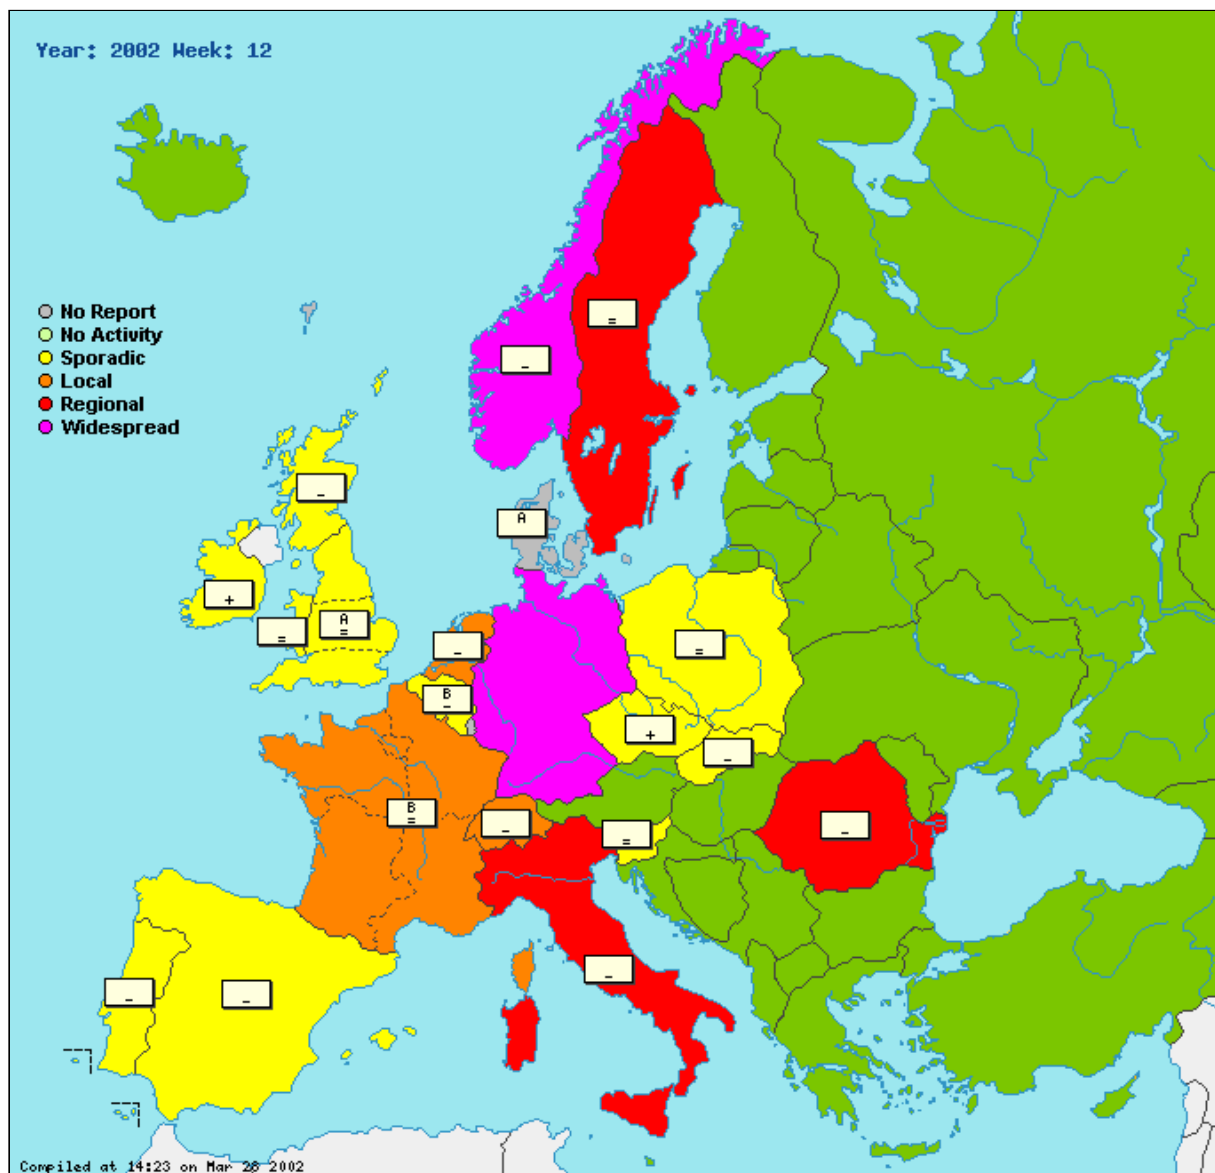 Year: 2002 Week: 12
No Report
No Activity
Sporadic
Local
Regional
Widespread
=
-
-
A
+
=
A
=
-
=
B
-
+
-
B
=
-
=
-
-
-
-
Compiled at 14:23 on Mar 28 2002